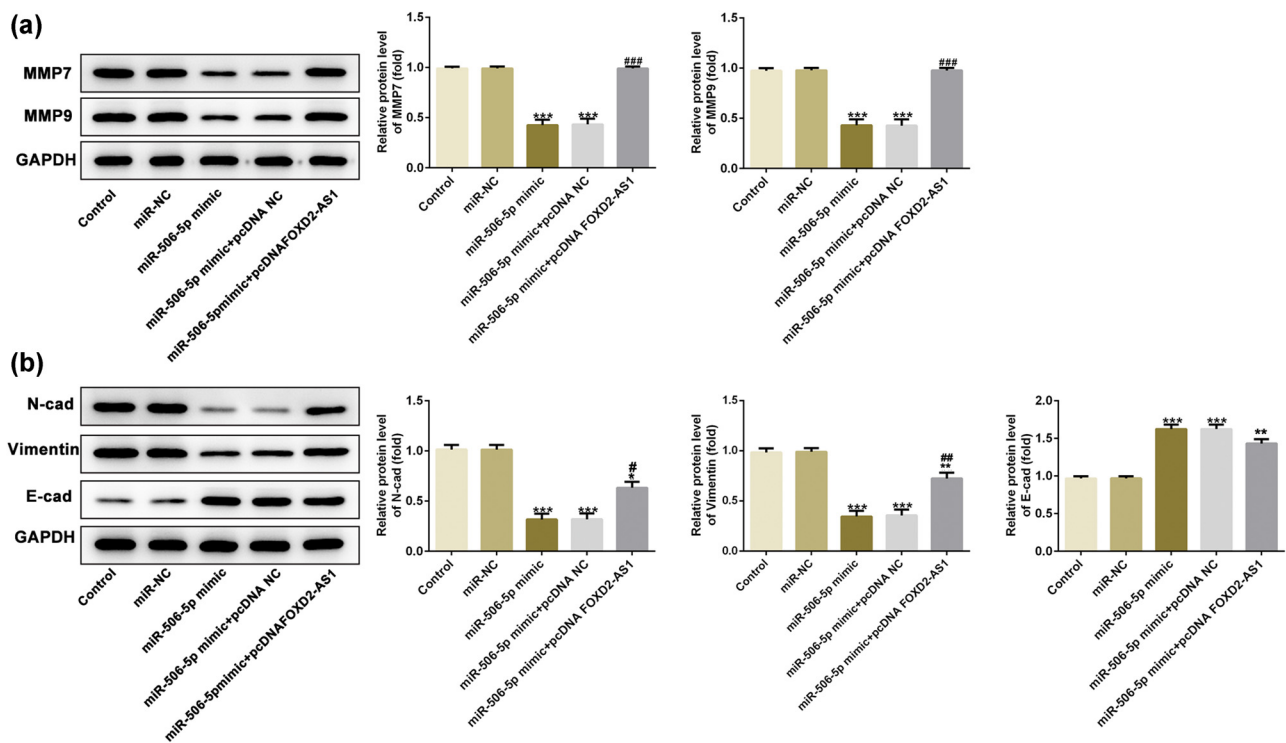 (a)
MMP7
MMP9
GAPDH
Control
miR-NC
miR-506-5p mimic
miR-506-5p mimic+pcDNA NC
miR-506-5pmimic+pcDNAFOXD2-AS1
Relative protein level
of MMP7 (fold)
1.5
1.0
0.5
0.0
***
***
###
Control
miR-NC
miR-506-5p mimic
miR-506-5p mimic+pcDNA NC
miR-506-5p mimic+pcDNA FOXD2-AS1
Relative protein level
of MMP9 (fold)
1.5
1.0
0.5
0.0
***
***
###
Control
miR-NC
miR-506-5p mimic
miR-506-5p mimic+pcDNA NC
miR-506-5p mimic+pcDNA FOXD2-AS1
(b)
N-cad
Vimentin
E-cad
GAPDH
Control
miR-NC
miR-506-5p mimic
miR-506-5p mimic+pcDNA NC
miR-506-5pmimic+pcDNAFOXD2-AS1
Relative protein level
of N-cad (fold)
1.5
1.0
0.5
0.0
***
***
#
*
Control
miR-NC
miR-506-5p mimic
miR-506-5p mimic+pcDNA NC
miR-506-5p mimic+pcDNA FOXD2-AS1
Relative protein level
of Vimentin (fold)
1.5
1.0
0.5
0.0
***
***
##
**
Control
miR-NC
miR-506-5p mimic
miR-506-5p mimic+pcDNA NC
miR-506-5p mimic+pcDNA FOXD2-AS1
Relative protein level
of E-cad (fold)
2.0
1.5
1.0
0.5
0.0
***
***
**
Control
miR-NC
miR-506-5p mimic
miR-506-5p mimic+pcDNA NC
miR-506-5p mimic+pcDNA FOXD2-AS1